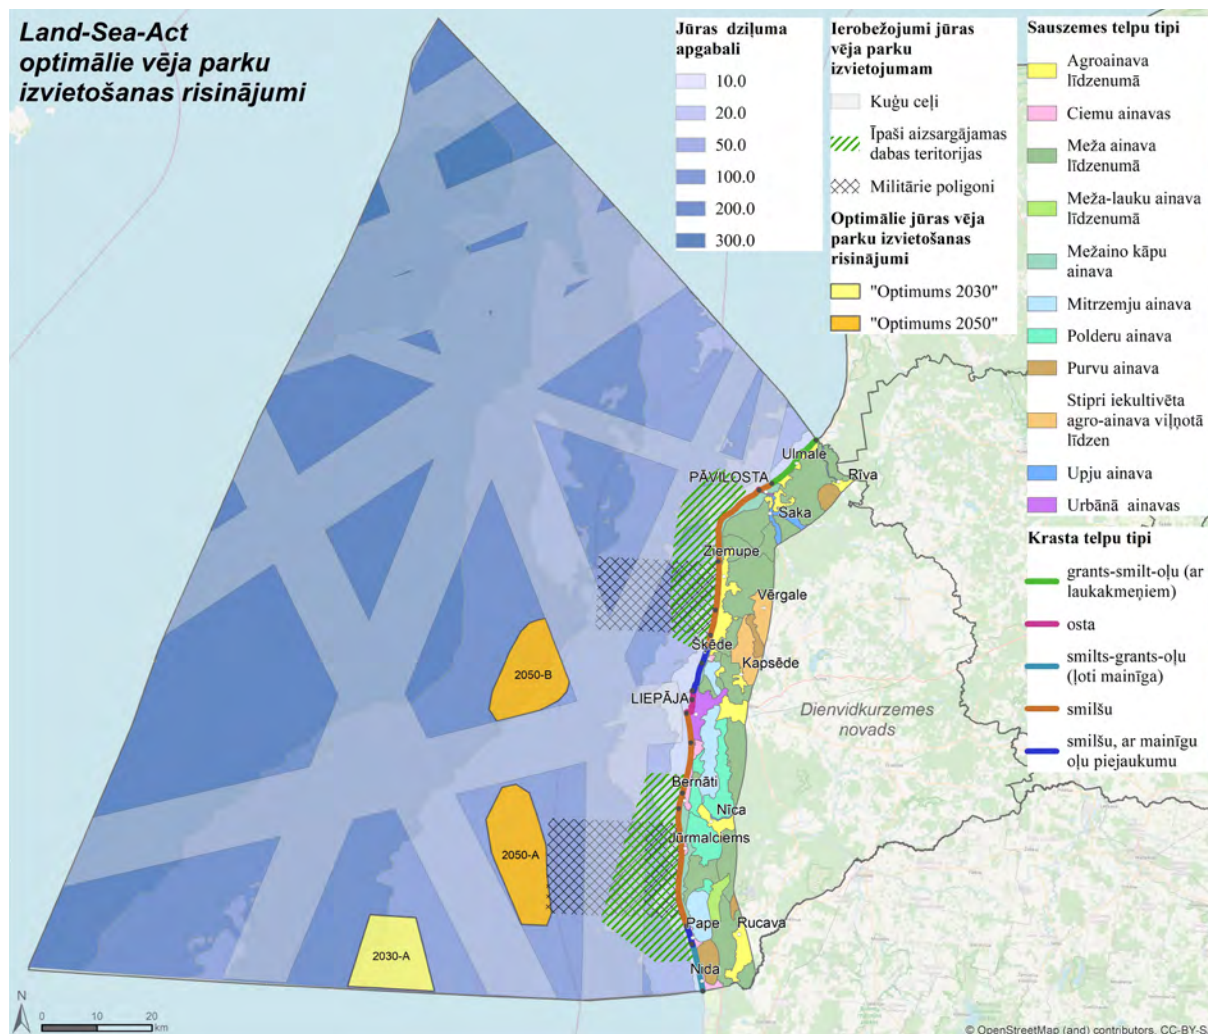 Land-Sea-Act
optimālie vēja parku
izvietošanas risinājumi
Jūras dziļuma
apgabali
10.0
20.0
50.0
100.0
200.0
300.0
Ierobežojumi jūras
vēja parku
izvietojumam
Kuģu ceļi
Īpaši aizsargājamas
dabas teritorijas
Militārie poligoni
Optimālie jūras vēja
parku izvietošanas
risinājumi
"Optimums 2030"
"Optimums 2050"
Sauszemes telpu tipi
Agroainava
līdzenumā
Ciemu ainavas
Meža ainava
līdzenumā
Meža-lauku ainava
līdzenumā
Mežaino kāpu
ainava
Mitrzemju ainava
Polderu ainava
Purvu ainava
Stipri iekultivēta
agro-ainava viļņotā
līdzen
Upju ainava
Urbānā ainavas
Krasta telpu tipi
grants-smilt-oļu (ar
laukakmeņiem)
osta
smilts-grants-oļu
(ļoti mainīga)
smilšu
smilšu, ar mainīgu
oļu piejaukumu
Ulmale
PĀVILOSTA
Rīva
Saka
Ziemupe
Vērgale
Šķēde
Kapsēde
2050-B
LIEPĀJA
Dienvidkurzemes
novads
Bernāti
Nīca
Jūrmalciems
2050-A
Pape
Rucava
2030-A
Nida
N
0 10 20
km
© OpenStreetMap (and) contributors, CC-BY-S